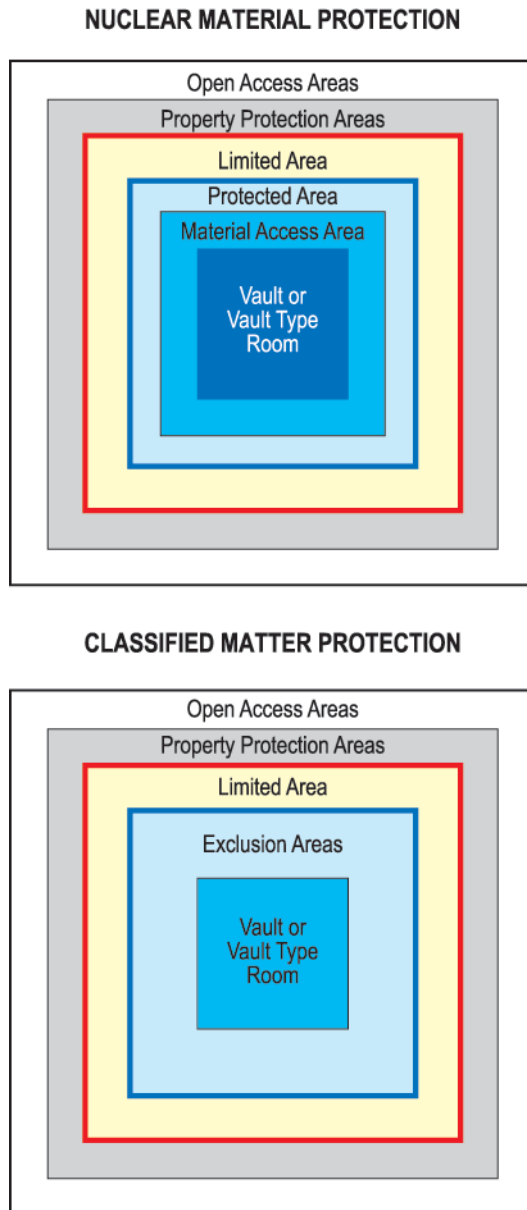 NUCLEAR MATERIAL PROTECTION
Open Access Areas
Property Protection Areas
Limited Area
Protected Area
Material Access Area
Vault or
Vault Type
Room
CLASSIFIED MATTER PROTECTION
Open Access Areas
Property Protection Areas
Limited Area
Exclusion Areas
Vault or
Vault Type
Room